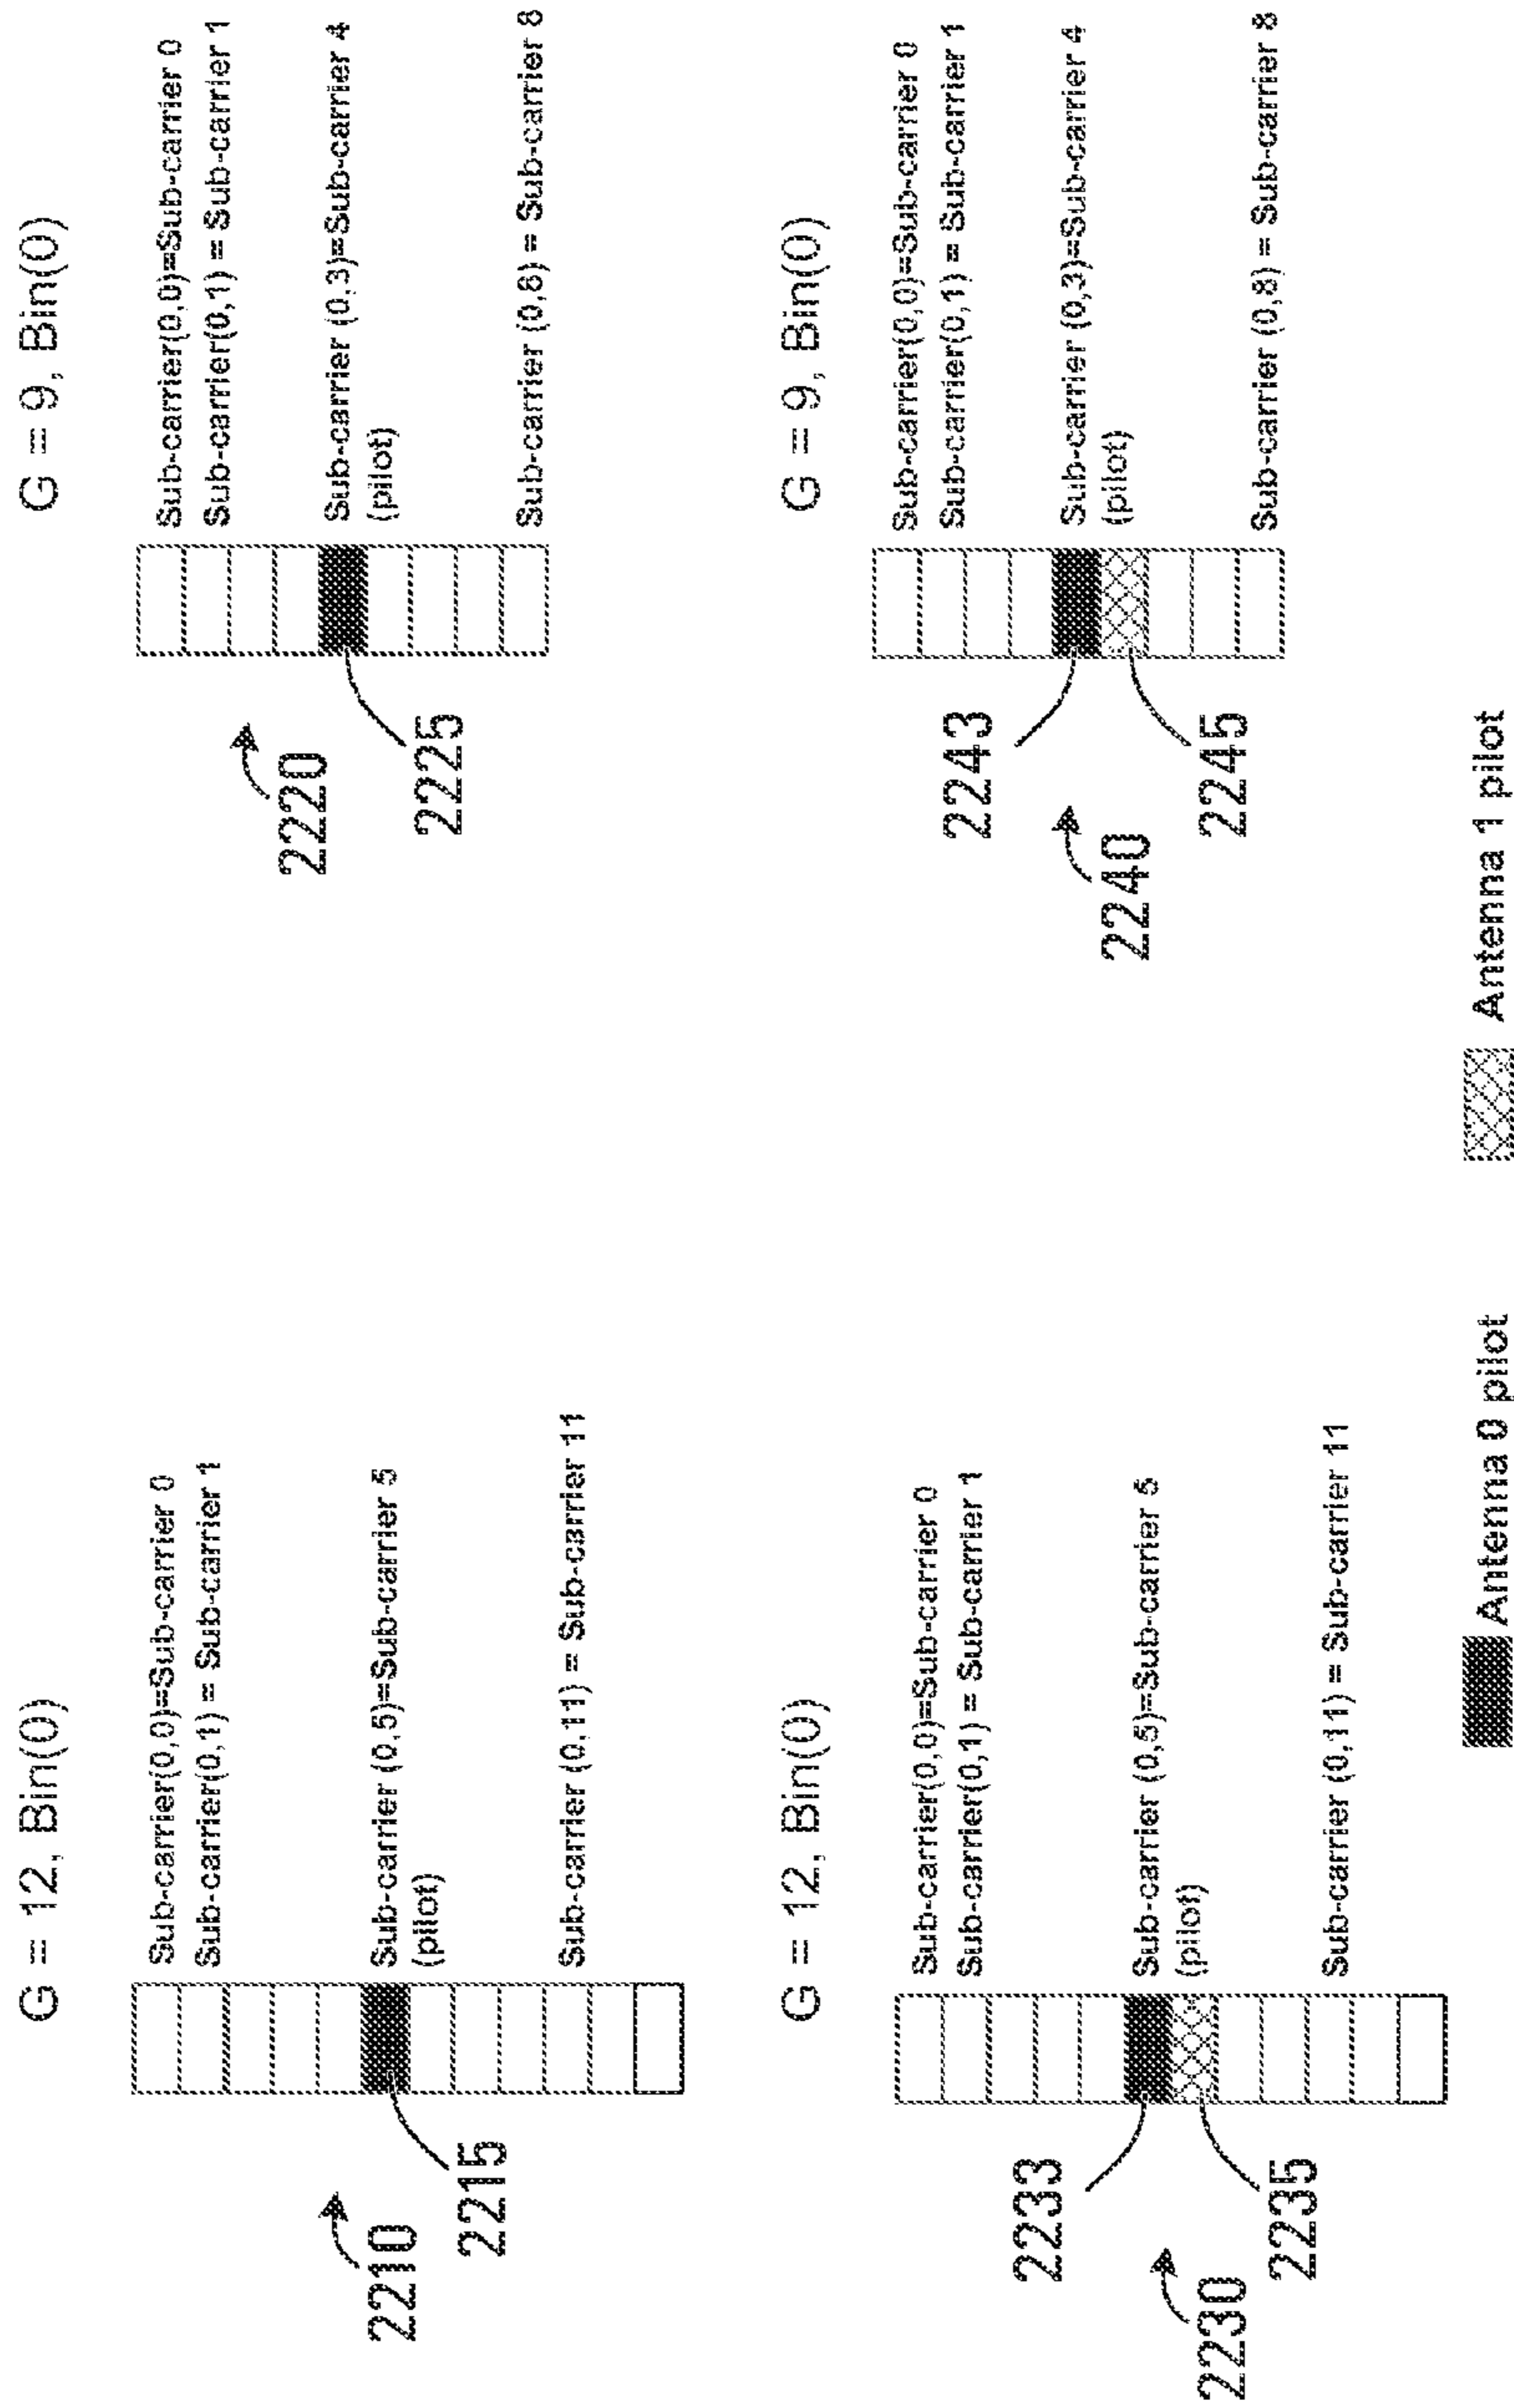 G = 12, Bin(0)
Sub-carrier(0,0)=Sub-carrier 0
Sub-carrier(0,1) = Sub-carrier 1
Sub-carrier (0,5)=Sub-carrier 5
(pilot)
Sub-carrier (0,11) = Sub-carrier 11
2210
2215
G = 9, Bin(0)
Sub-carrier(0,0)=Sub-carrier 0
Sub-carrier(0,1) = Sub-carrier 1
Sub-carrier (0,3)=Sub-carrier 4
(pilot)
Sub-carrier (0,8) = Sub-carrier 8
2220
2225
G = 12, Bin(0)
Sub-carrier(0,0)=Sub-carrier 0
Sub-carrier(0,1) = Sub-carrier 1
Sub-carrier (0,5)=Sub-carrier 5
(pilot)
Sub-carrier (0,11) = Sub-carrier 11
2233
2230
2235
G = 9, Bin(0)
Sub-carrier(0,0)=Sub-carrier 0
Sub-carrier(0,1) = Sub-carrier 1
Sub-carrier (0,3)=Sub-carrier 4
(pilot)
Sub-carrier (0,8) = Sub-carrier 8
2243
2240
2245
Antenna 0 pilot
Antenna 1 pilot